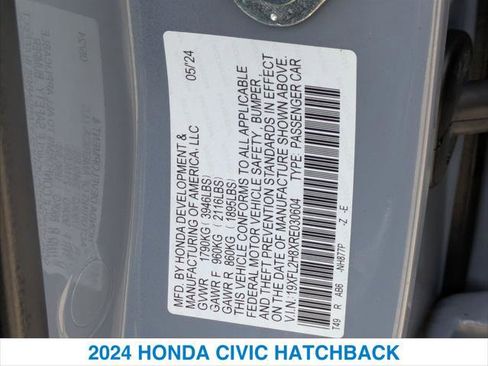 MFD. BY HONDA DEVELOPMENT & 05/24
MANUFACTURING OF AMERICA, LLC
GVWR 1790KG ( 3946LBS)
GAWR F 960KG ( 2116LBS)
GAWR R 860KG ( 1895LBS)
THIS VEHICLE CONFORMS TO ALL APPLICABLE
FEDERAL MOTOR VEHICLE SAFETY, BUMPER,
AND THEFT PREVENTION STANDARDS IN EFFECT
ON THE DATE OF MANUFACTURE SHOWN ABOVE.
V.I.N.: 19XFL2H8XRE030604 TYPE: PASSENGER CAR
T49 R AB6 -NH877P -Z -E
2024 HONDA CIVIC HATCHBACK